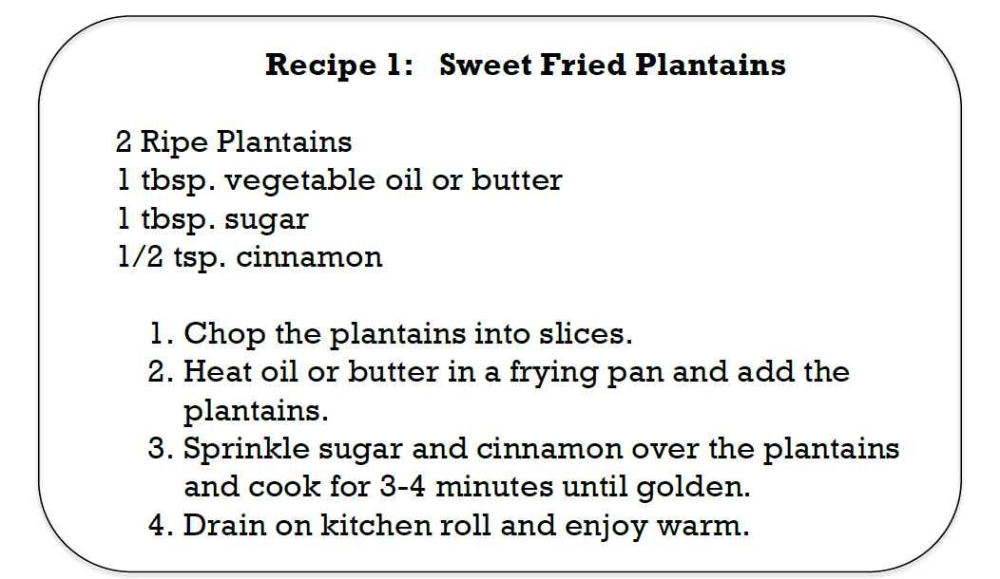 Recipe 1: Sweet Fried Plantains
2 Ripe Plantains
1 tbsp. vegetable oil or butter
1 tbsp. sugar
1/2 tsp. cinnamon
1. Chop the plantains into slices.
2. Heat oil or butter in a frying pan and add the
plantains.
3. Sprinkle sugar and cinnamon over the plantains
and cook for 3-4 minutes until golden.
4. Drain on kitchen roll and enjoy warm.